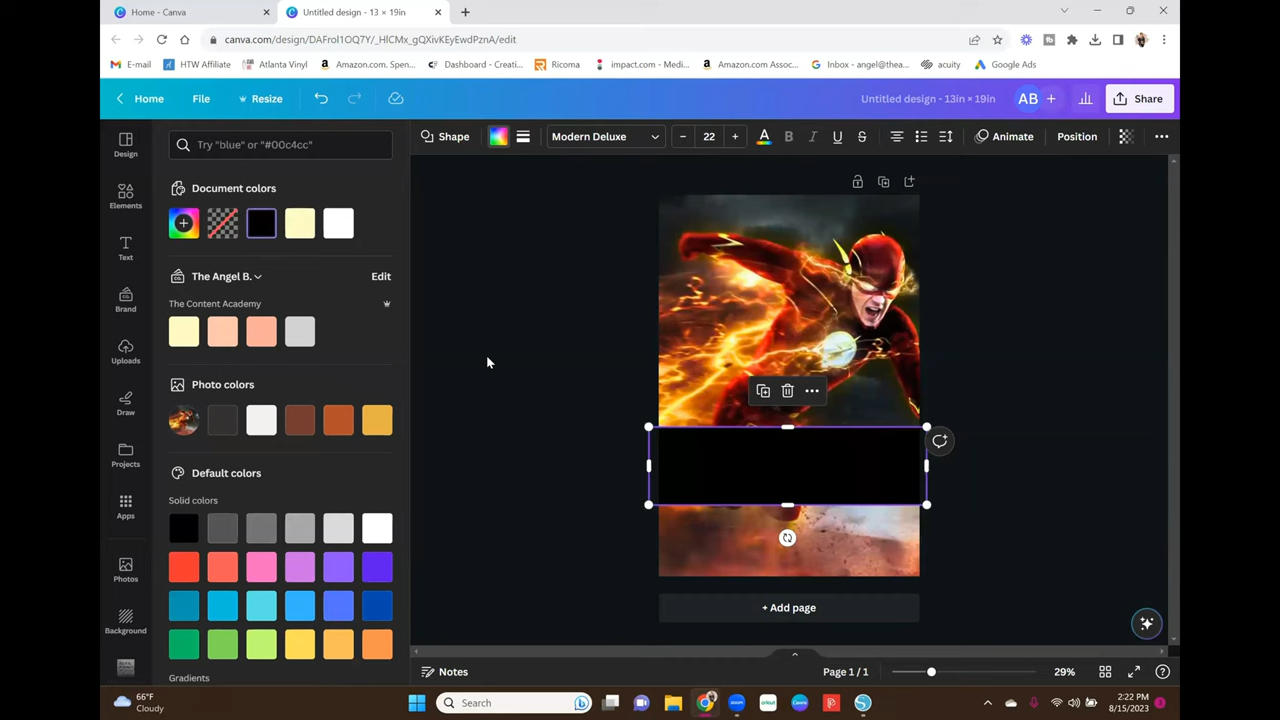 Home - Canva
Untitled design - 13 × 19in
canva.com/design/DAFrol1OQ7Y/_HlCMx_gQXivKEyEwdPznA/edit
E-mail
HTW Affiliate
Atlanta Vinyl
Amazon.com. Spen...
Dashboard - Creati...
Ricoma
impact.com - Medi...
Amazon.com Assoc...
Inbox - angel@thea...
acuity
Google Ads
Home
File
Resize
Untitled design - 13in × 19in
AB
Share
Design
Elements
Text
Brand
Uploads
Draw
Projects
Apps
Photos
Background
Try "blue" or "#00c4cc"
Document colors
The Angel B.
Edit
The Content Academy
Photo colors
Default colors
Solid colors
Gradients
Shape
Modern Deluxe
22
A
B
I
U
S
Animate
Position
+ Add page
Notes
Page 1 / 1
29%
66°F
Cloudy
Search
2:22 PM
8/15/2023